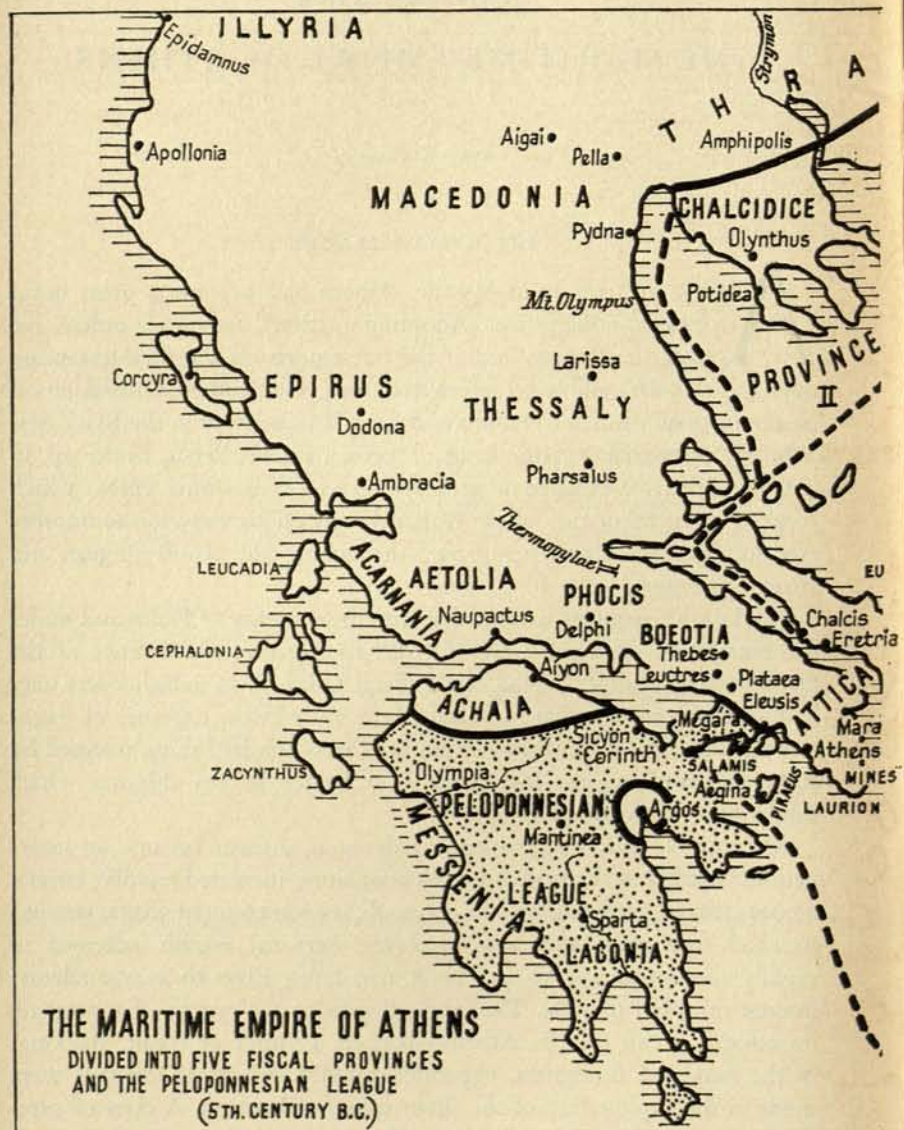 ILLYRIA
Epidamnus
Strymon
THRA
Apollonia
Aigai
Pella
Amphipolis
MACEDONIA
CHALCIDICE
Pydna
Olynthus
Mt. Olympus
Potidea
Corcyra
EPIRUS
Dodona
Larissa
THESSALY
PROVINCE
II
Ambracia
Pharsalus
Thermopylae
LEUCADIA
ACARNANIA
AETOLIA
PHOCIS
EU
Naupactus
Delphi
BOEOTIA
Chalcis
Eretria
CEPHALONIA
Thebes
Leuctres
Plataea
Aiyon
Eleusis
ATTICA
ACHAIA
Megara
Mara
Sicyon
Corinth
SALAMIS
Athens
ZACYNTHUS
Olympia
Aegina
PIRAEUS
MINES
LAURION
PELOPONNESIAN
Argos
Mantinea
MESSENIA
LEAGUE
Sparta
LACONIA
THE MARITIME EMPIRE OF ATHENS
DIVIDED INTO FIVE FISCAL PROVINCES
AND THE PELOPONNESIAN LEAGUE
(5TH. CENTURY B.C.)